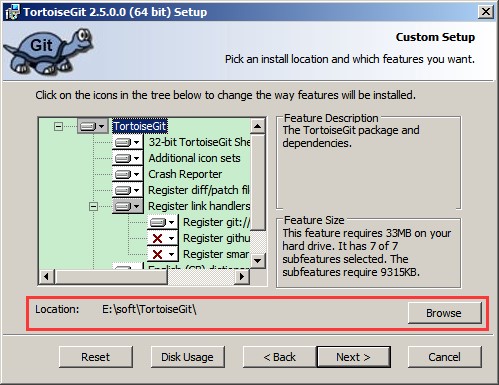 TortoiseGit 2.5.0.0 (64 bit) Setup
Git
Custom Setup
Pick an install location and which features you want.
Click on the icons in the tree below to change the way features will be installed.
TortoiseGit
32-bit TortoiseGit She
Additional icon sets
Crash Reporter
Register diff/patch fil
Register link handlers
Register git://
Register githu
Register smar
Feature Description
The TortoiseGit package and
dependencies.
Feature Size
This feature requires 33MB on your
hard drive. It has 7 of 7
subfeatures selected. The
subfeatures require 9315KB.
Location: E:\soft\TortoiseGit\
Browse
Reset Disk Usage < Back Next > Cancel